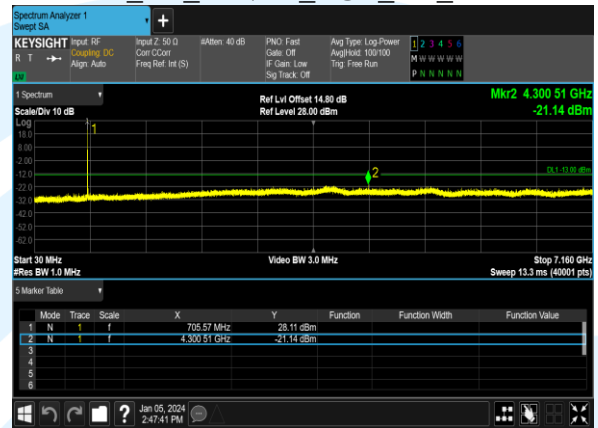 Spectrum Analyzer 1
Swept SA
KEYSIGHT Input: RF Input Z: 50 Ω #Atten: 40 dB PNO: Fast Avg Type: Log-Power 1 2 3 4 5 6
R T Coupling: DC Corr CCorr Gate: Off Avg|Hold: 100/100 M W W W W W
Align: Auto Freq Ref: Int (S) IF Gain: Low Trig: Free Run
Sig Track: Off P N N N N N
LV
1 Spectrum Mkr2 4.300 51 GHz
Ref Lvl Offset 14.80 dB
Scale/Div 10 dB Ref Level 28.00 dBm -21.14 dBm
Log
18.0
8.00
-2.00
-12.0
-22.0
-32.0
-42.0
-52.0
-62.0
1
2
DL1 -13.00 dBm
Start 30 MHz Video BW 3.0 MHz Stop 7.160 GHz
#Res BW 1.0 MHz Sweep 13.3 ms (40001 pts)
5 Marker Table
Mode Trace Scale X Y Function Function Width Function Value
1 N 1 f 705.57 MHz 28.11 dBm
2 N 1 f 4.300 51 GHz -21.14 dBm
3
4
5
6
? Jan 05, 2024
2:47:41 PM